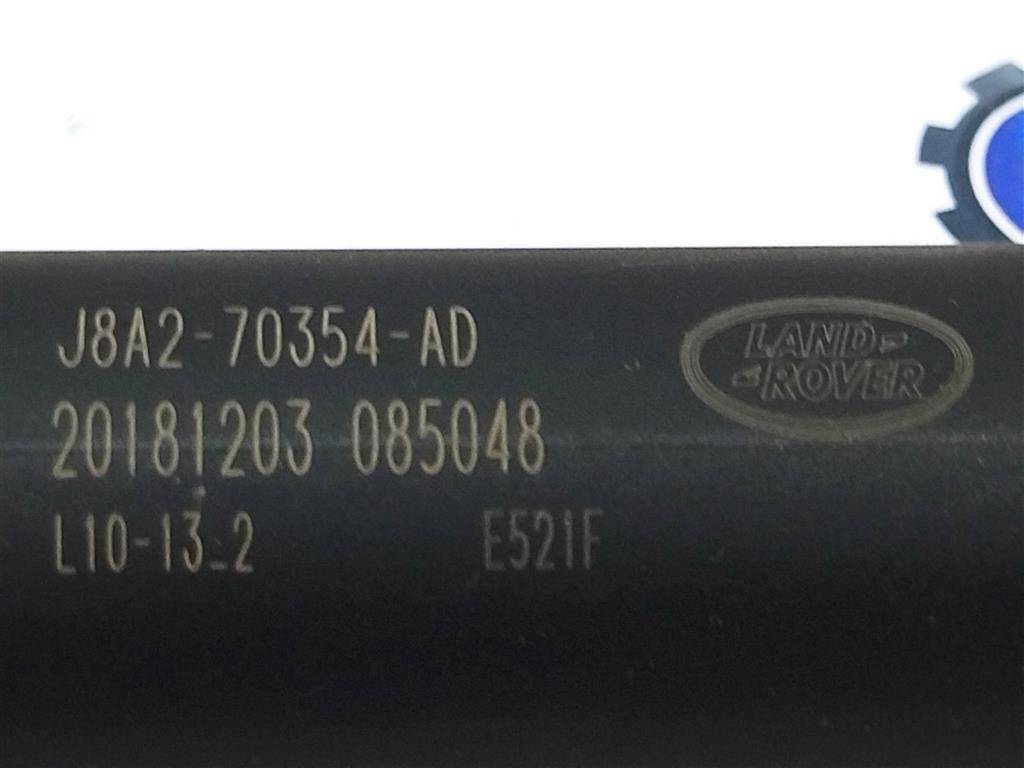 J8A2-70354-AD
LAND
ROVER
20181203 085048
L10-13_2 E521F